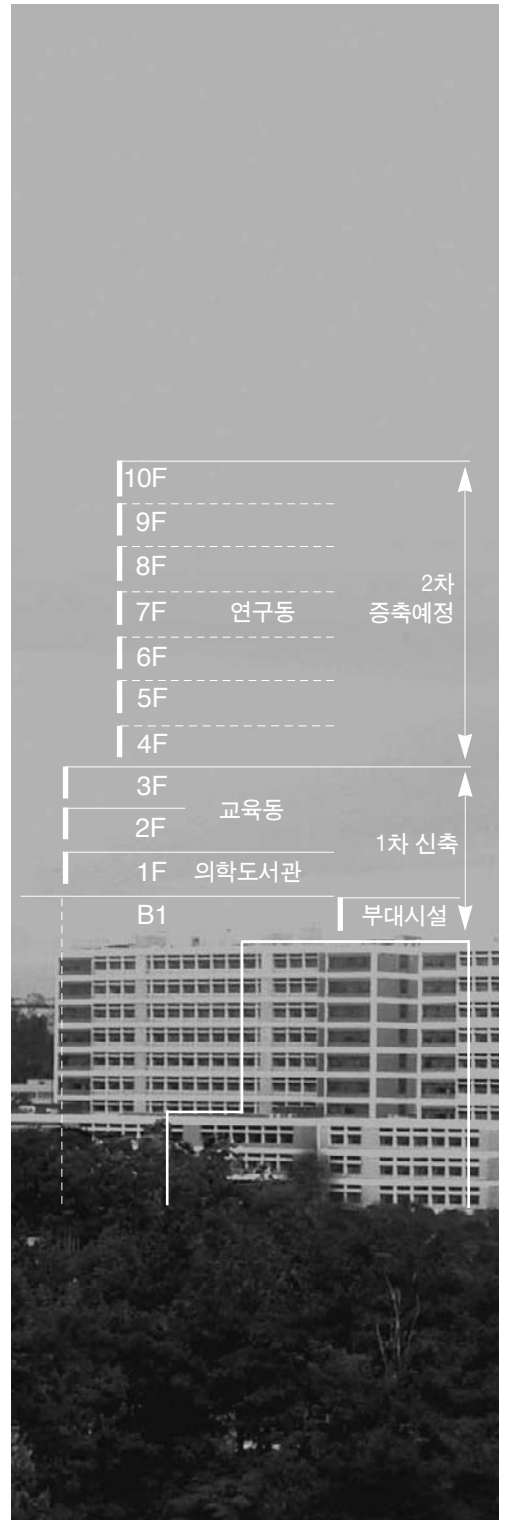 10F
9F
8F
2차
7F 연구동 증축예정
6F
5F
4F
3F
교육동
2F
1차 신축
1F 의학도서관
B1 부대시설